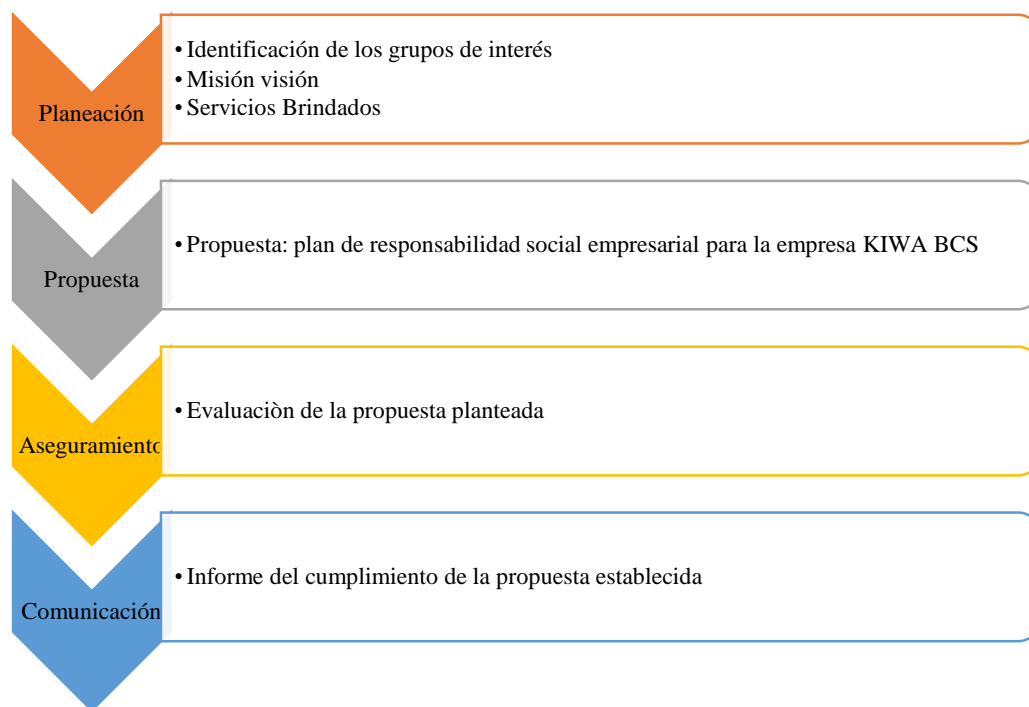 Planeación
• Identificación de los grupos de interés
• Misión visión
• Servicios Brindados
Propuesta
• Propuesta: plan de responsabilidad social empresarial para la empresa KIWA BCS
Aseguramiento
• Evaluaciòn de la propuesta planteada
Comunicación
• Informe del cumplimiento de la propuesta establecida